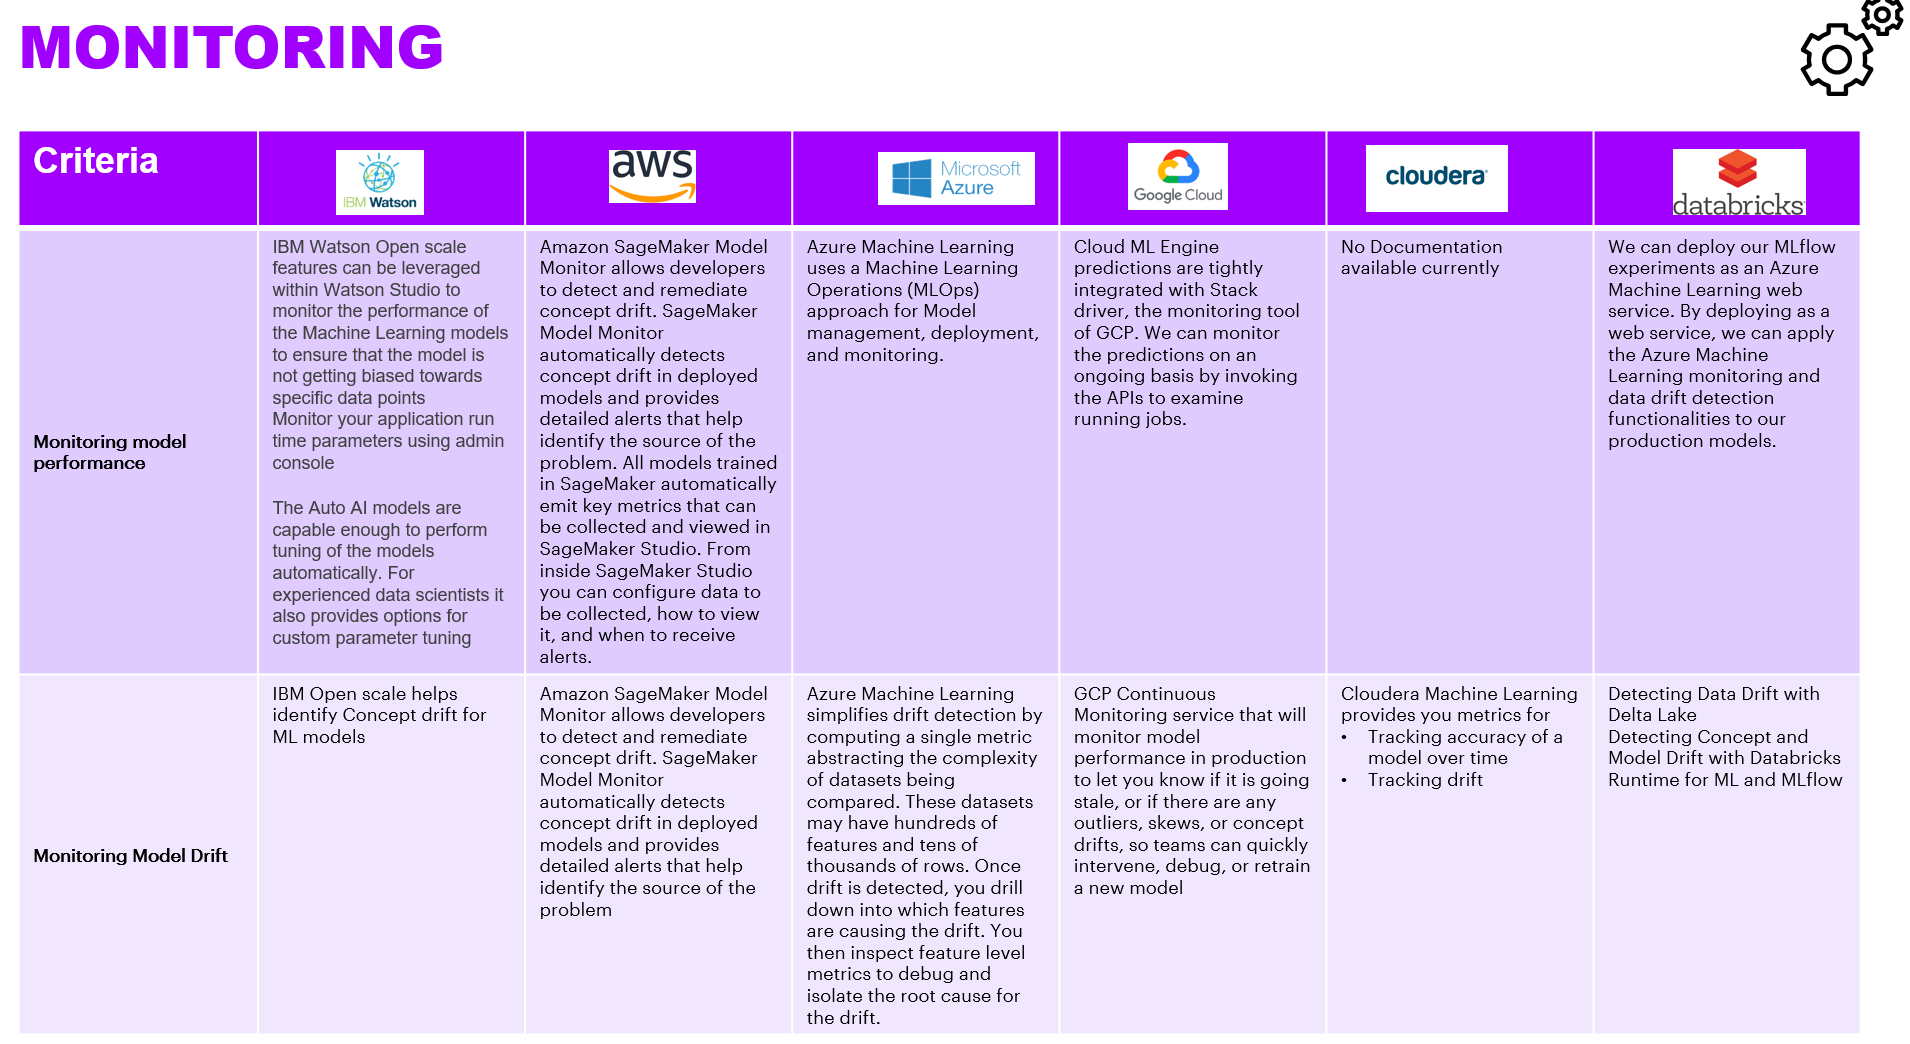 MONITORING
Criteria
IBM Watson
aws
Microsoft
Azure
Google Cloud
cloudera
databricks
Monitoring model
performance
IBM Watson Open scale
features can be leveraged
within Watson Studio to
monitor the performance of
the Machine Learning models
to ensure that the model is
not getting biased towards
specific data points
Monitor your application run
time parameters using admin
console
The Auto AI models are
capable enough to perform
tuning of the models
automatically. For
experienced data scientists it
also provides options for
custom parameter tuning
Amazon SageMaker Model
Monitor allows developers
to detect and remediate
concept drift. SageMaker
Model Monitor
automatically detects
concept drift in deployed
models and provides
detailed alerts that help
identify the source of the
problem. All models trained
in SageMaker automatically
emit key metrics that can
be collected and viewed in
SageMaker Studio. From
inside SageMaker Studio
you can configure data to
be collected, how to view
it, and when to receive
alerts.
Azure Machine Learning
uses a Machine Learning
Operations (MLOps)
approach for Model
management, deployment,
and monitoring.
Cloud ML Engine
predictions are tightly
integrated with Stack
driver, the monitoring tool
of GCP. We can monitor
the predictions on an
ongoing basis by invoking
the APIs to examine
running jobs.
No Documentation
available currently
We can deploy our MLflow
experiments as an Azure
Machine Learning web
service. By deploying as a
web service, we can apply
the Azure Machine
Learning monitoring and
data drift detection
functionalities to our
production models.
Monitoring Model Drift
IBM Open scale helps
identify Concept drift for
ML models
Amazon SageMaker Model
Monitor allows developers
to detect and remediate
concept drift. SageMaker
Model Monitor
automatically detects
concept drift in deployed
models and provides
detailed alerts that help
identify the source of the
problem
Azure Machine Learning
simplifies drift detection by
computing a single metric
abstracting the complexity
of datasets being
compared. These datasets
may have hundreds of
features and tens of
thousands of rows. Once
drift is detected, you drill
down into which features
are causing the drift. You
then inspect feature level
metrics to debug and
isolate the root cause for
the drift.
GCP Continuous
Monitoring service that will
monitor model
performance in production
to let you know if it is going
stale, or if there are any
outliers, skews, or concept
drifts, so teams can quickly
intervene, debug, or retrain
a new model
Cloudera Machine Learning
provides you metrics for
• Tracking accuracy of a
model over time
• Tracking drift
Detecting Data Drift with
Delta Lake
Detecting Concept and
Model Drift with Databricks
Runtime for ML and MLflow